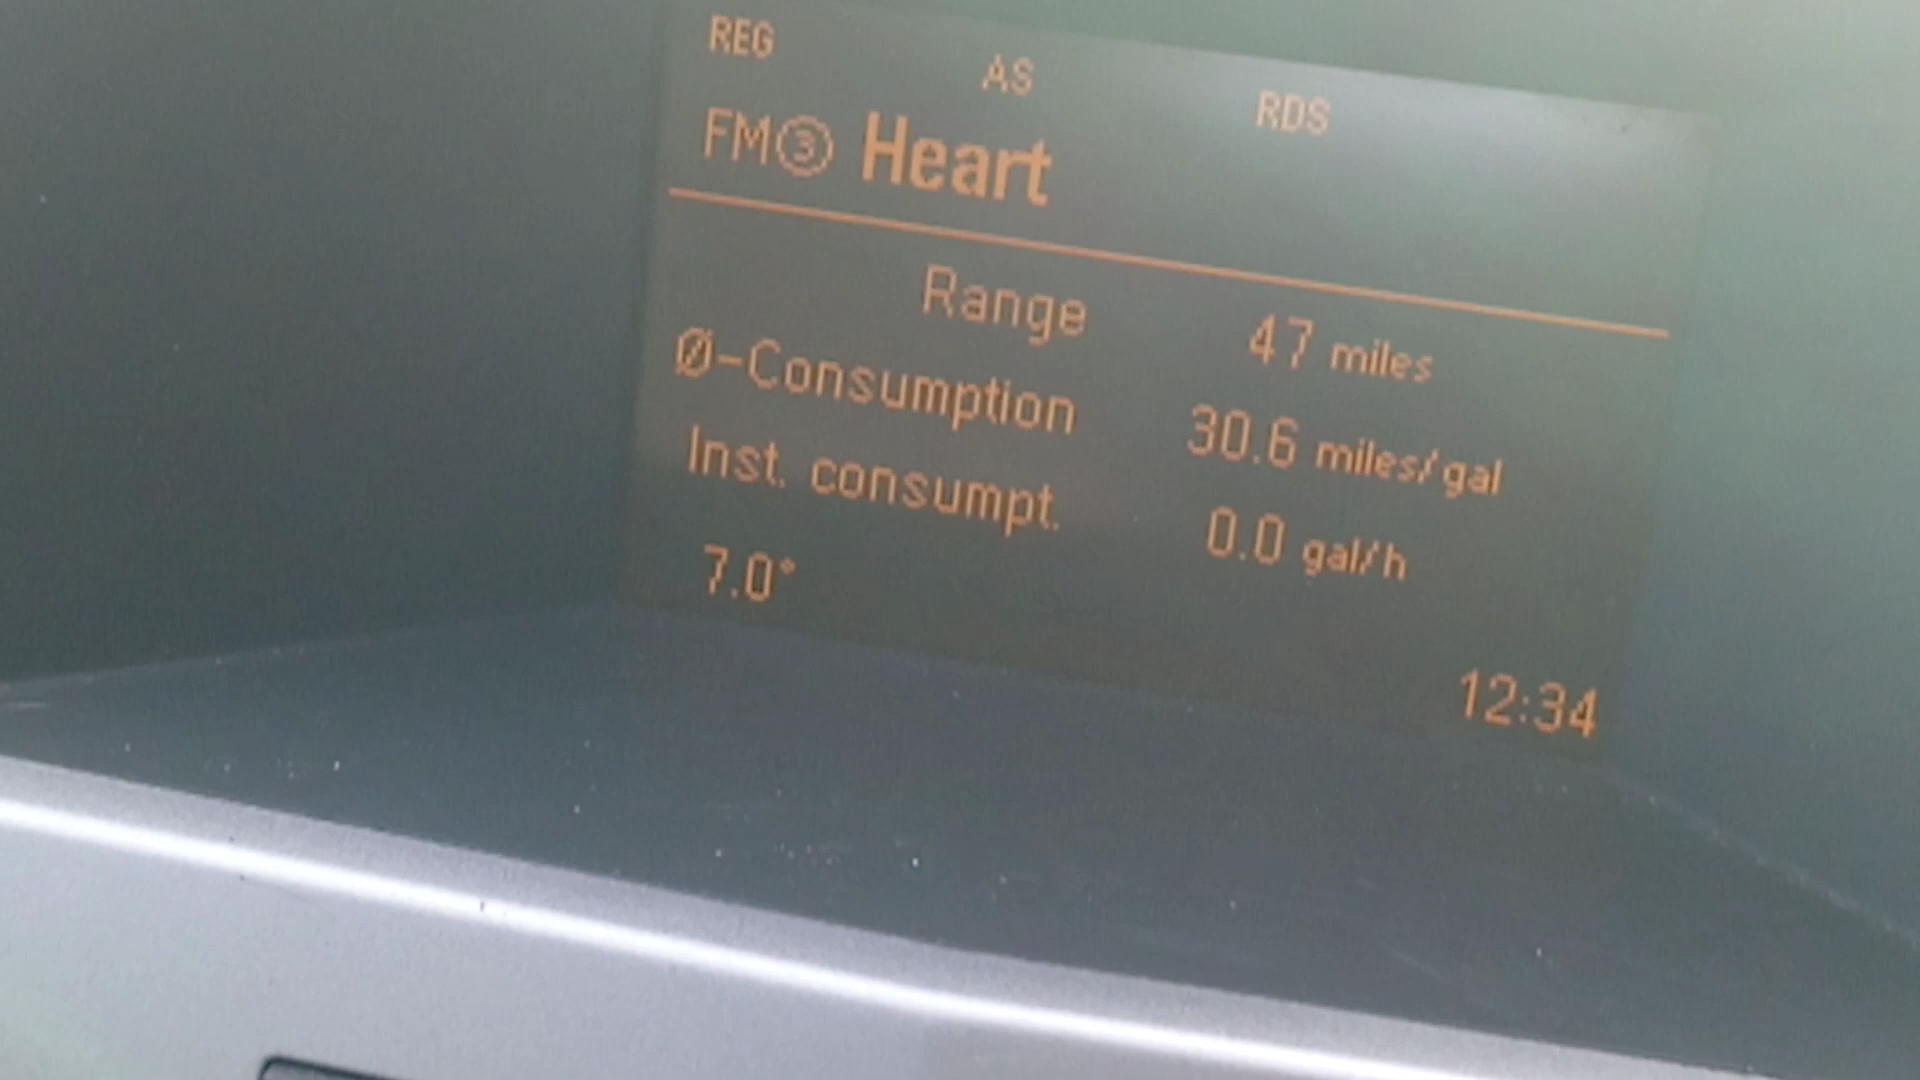 REG AS RDS
FM③ Heart
Range 47 miles
Ø-Consumption 30.6 miles/gal
Inst. consumpt. 0.0 gal/h
7.0°
12:34